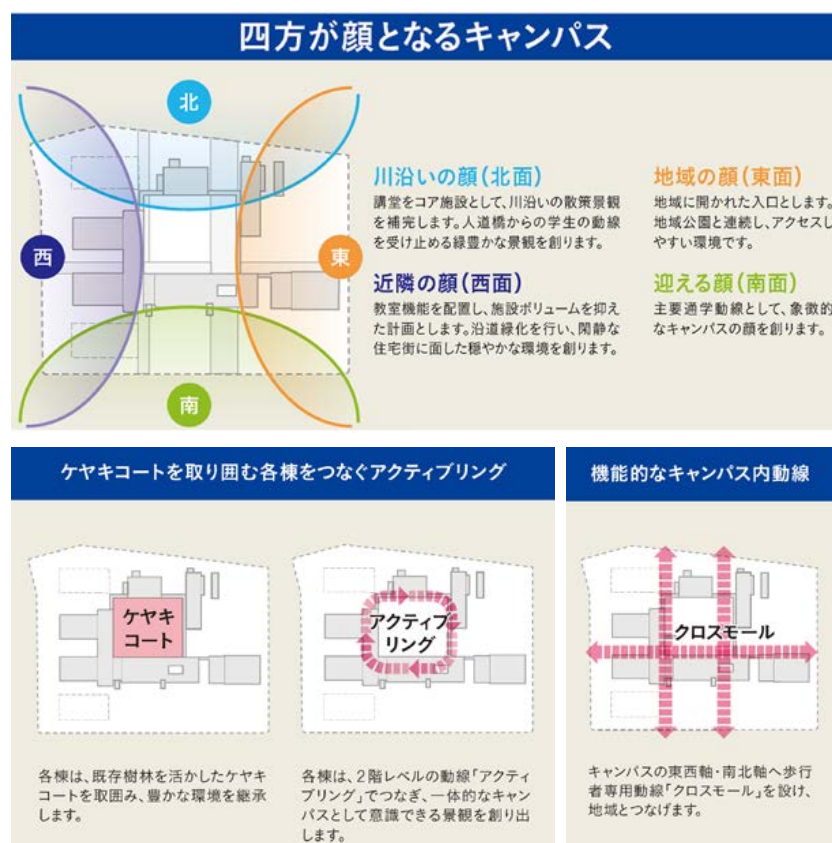 四方が顔となるキャンパス
北
西
東
南
川沿いの顔(北面)
講堂をコア施設として、川沿いの散策景観
を補完します。人道橋からの学生の動線
を受け止める緑豊かな景観を創ります。
地域の顔(東面)
地域に開かれた入口とします。
地域公園と連続し、アクセスし
やすい環境です。
近隣の顔(西面)
教室機能を配置し、施設ボリュームを抑え
た計画とします。沿道緑化を行い、閑静な
住宅街に面した穏やかな環境を創ります。
迎える顔(南面)
主要通学動線として、象徴的
なキャンパスの顔を創ります。
ケヤキコートを取り囲む各棟をつなぐアクティブリング
ケヤキ
コート
各棟は、既存樹林を活かしたケヤキ
コートを取囲み、豊かな環境を継承
します。
アクティブ
リング
各棟は、2階レベルの動線「アクティ
ブリング」でつなぎ、一体的なキャン
パスとして意識できる景観を創り出
します。
機能的なキャンパス内動線
クロスモール
キャンパスの東西軸・南北軸へ歩行
者専用動線「クロスモール」を設け、
地域とつなげます。